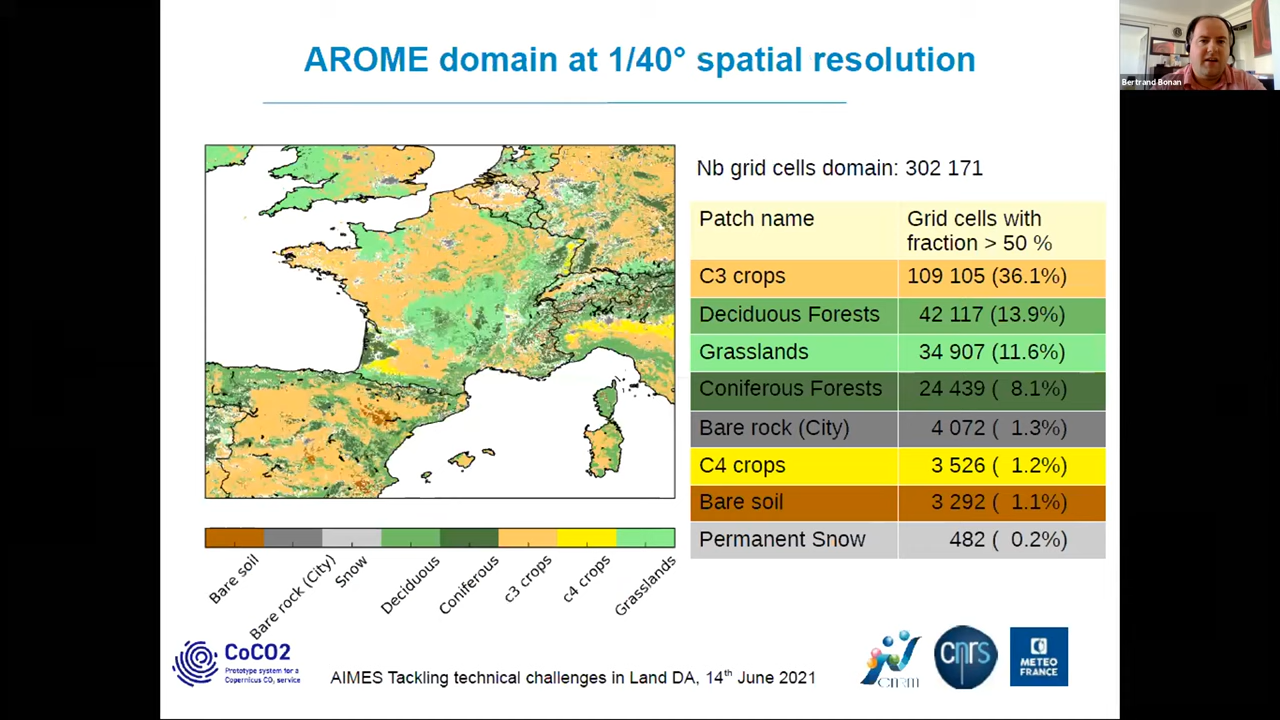 AROME domain at 1/40° spatial resolution
Bertrand Bonan
Nb grid cells domain: 302 171
Patch name
Grid cells with
fraction > 50 %
C3 crops
109 105 (36.1%)
Deciduous Forests
42 117 (13.9%)
Grasslands
34 907 (11.6%)
Coniferous Forests
24 439 ( 8.1%)
Bare rock (City)
4 072 ( 1.3%)
C4 crops
3 526 ( 1.2%)
Bare soil
3 292 ( 1.1%)
Permanent Snow
482 ( 0.2%)
Bare soil
Bare rock (City)
Snow
Deciduous
Coniferous
c3 crops
c4 crops
Grasslands
CoCO2
Prototype system for a
Copernicus CO₂ service
AIMES Tackling technical challenges in Land DA, 14th June 2021
CNRM
cnrs
METEO
FRANCE